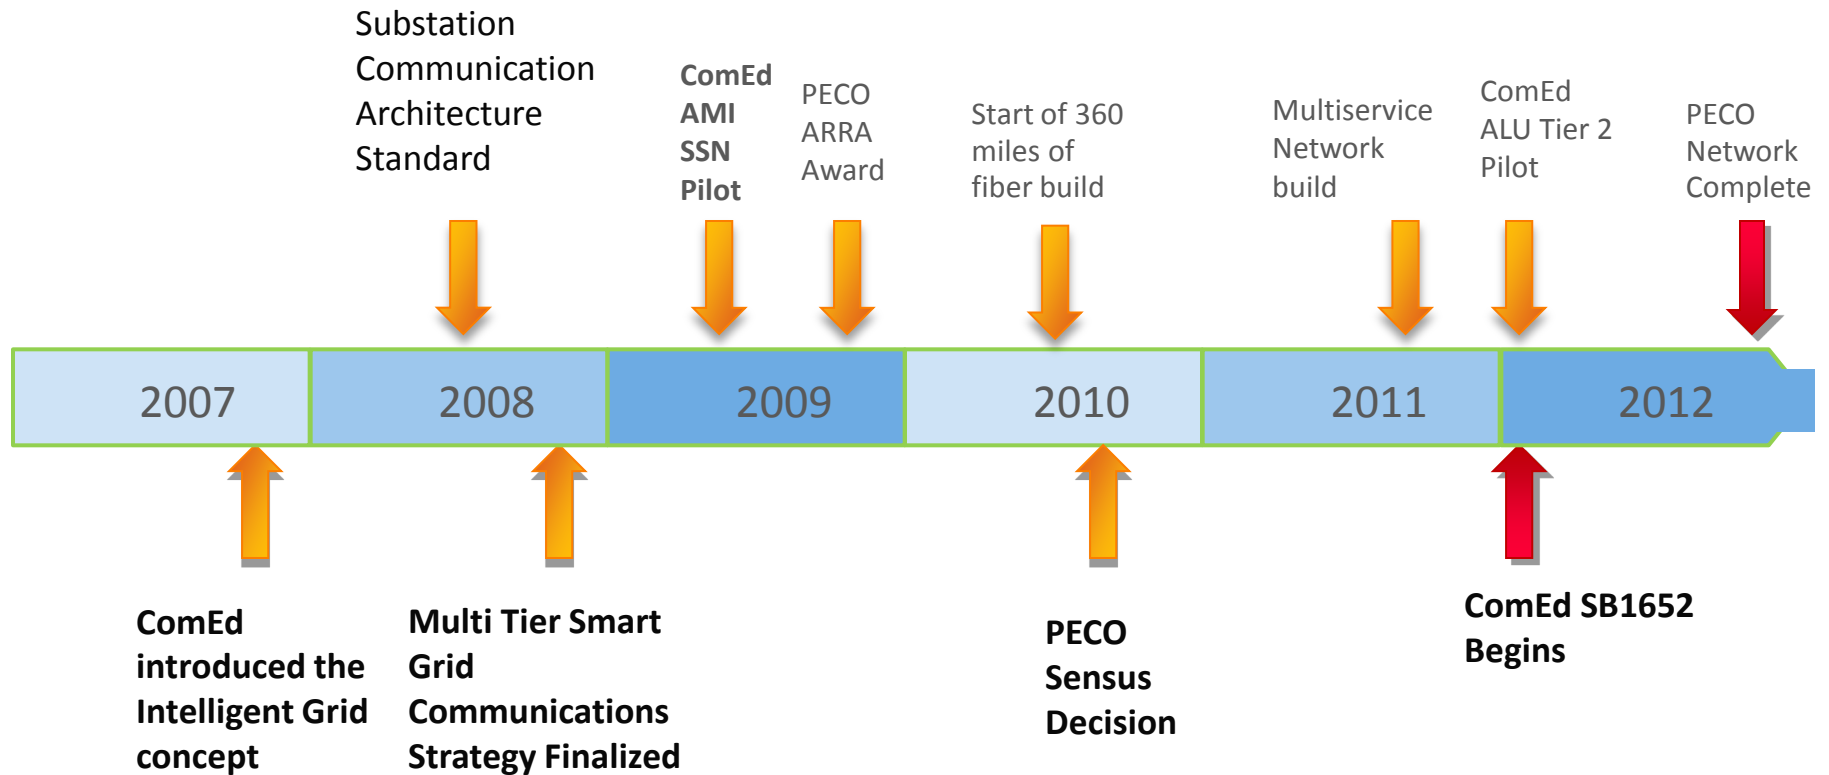 Substation
Communication
Architecture
Standard
ComEd
AMI
SSN
Pilot
PECO
ARRA
Award
Start of 360
miles of
fiber build
Multiservice
Network
build
ComEd
ALU Tier 2
Pilot
PECO
Network
Complete
2007
2008
2009
2010
2011
2012
ComEd
introduced the
Intelligent Grid
concept
Multi Tier Smart
Grid
Communications
Strategy Finalized
PECO
Sensus
Decision
ComEd SB1652
Begins